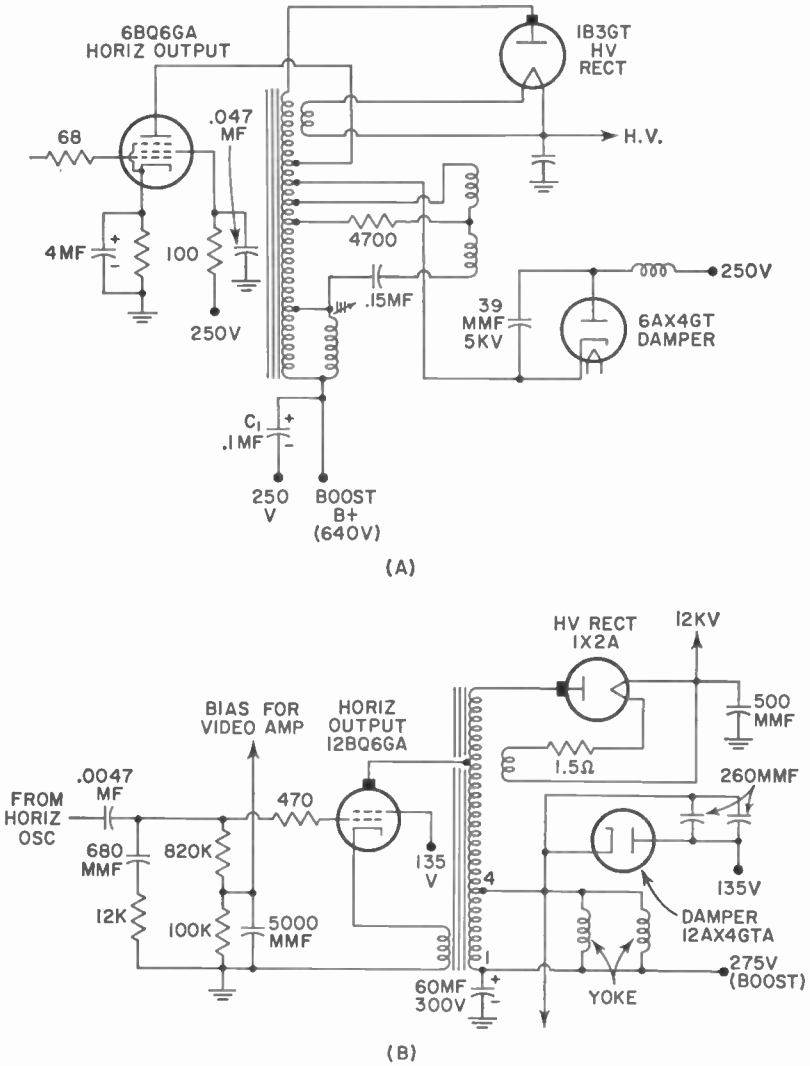 6BQ6GA
HORIZ OUTPUT
1B3GT
HV
RECT
.047
MF
68
H.V.
4MF
+
-
100
4700
250V
.15MF
39
MMF
5KV
250V
6AX4GT
DAMPER
C1
.1MF
+
-
250
V
BOOST
B+
(640V)
(A)
HV RECT
1X2A
12KV
BIAS FOR
VIDEO AMP
HORIZ
OUTPUT
12BQ6GA
500
MMF
1.5Ω
.0047
MF
FROM
HORIZ
OSC
470
260MMF
680
MMF
820K
135
V
135V
4
12K
100K
5000
MMF
DAMPER
12AX4GTA
1
60MF
300V
+
-
YOKE
275V
(BOOST)
(B)